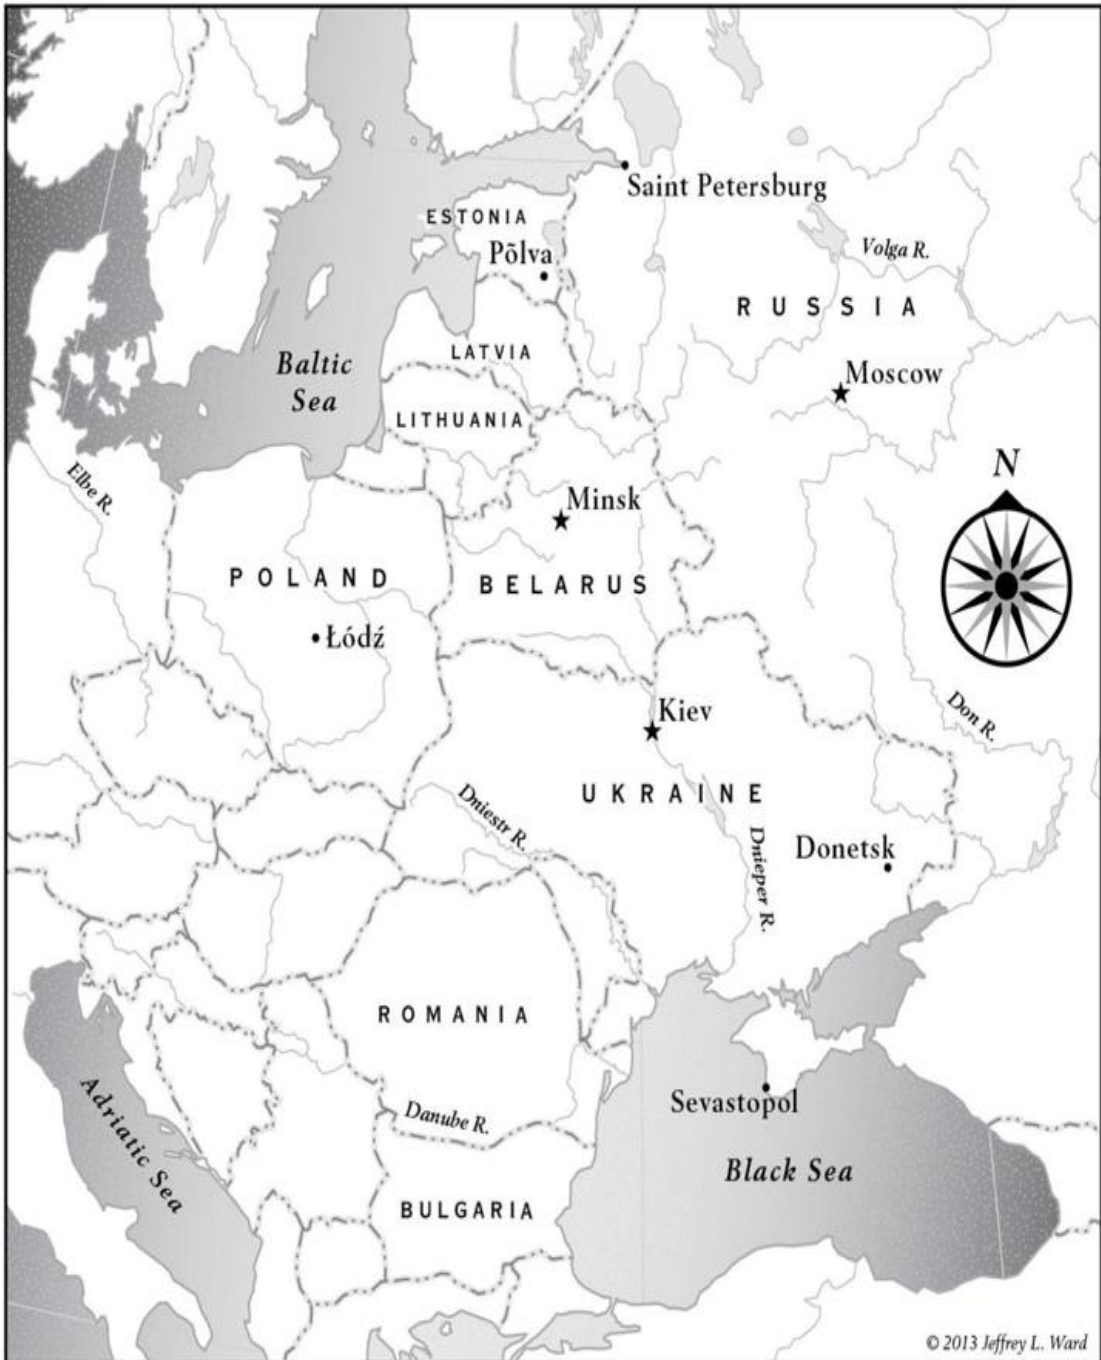 Saint Petersburg
ESTONIA
Põlva
Volga R.
RUSSIA
LATVIA
Baltic
Sea
Moscow
LITHUANIA
N
Elbe R.
Minsk
POLAND
BELARUS
Łódź
Kiev
Don R.
UKRAINE
Dniestr R.
Dnieper R.
Donetsk
ROMANIA
Adriatic Sea
Danube R.
Sevastopol
Black Sea
BULGARIA
© 2013 Jeffrey L. Ward